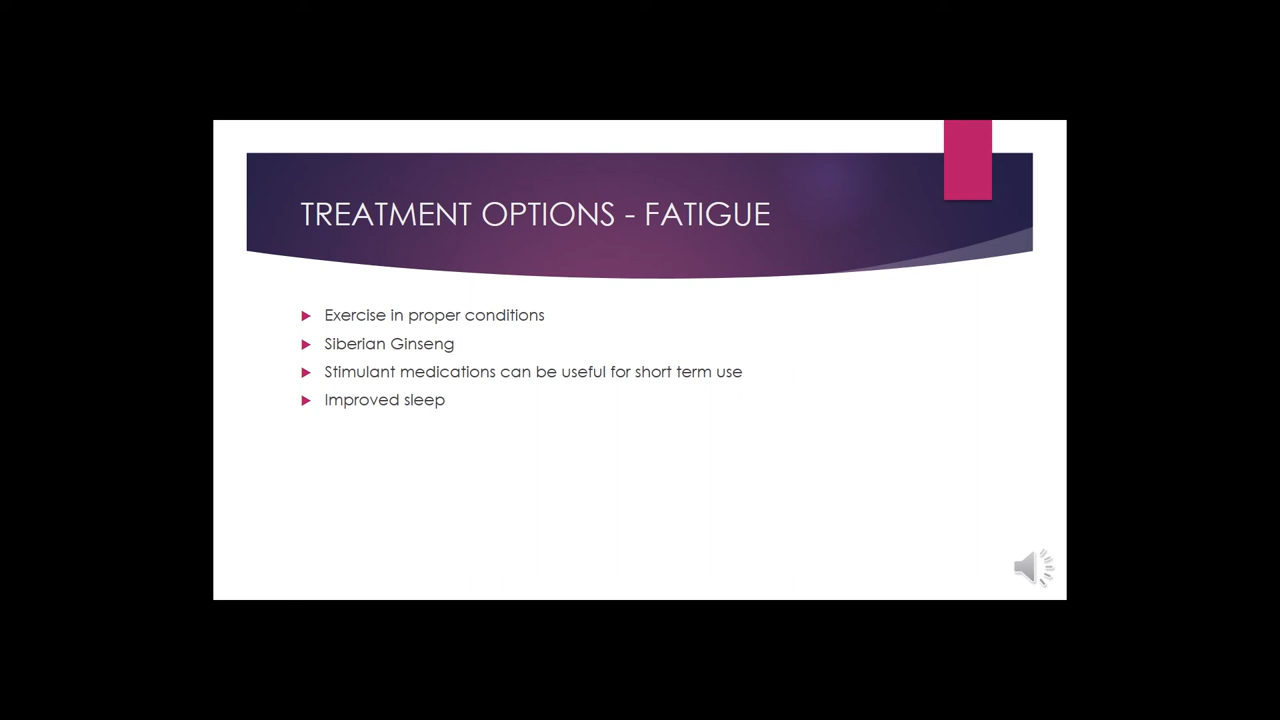 TREATMENT OPTIONS - FATIGUE
Exercise in proper conditions
Siberian Ginseng
Stimulant medications can be useful for short term use
Improved sleep